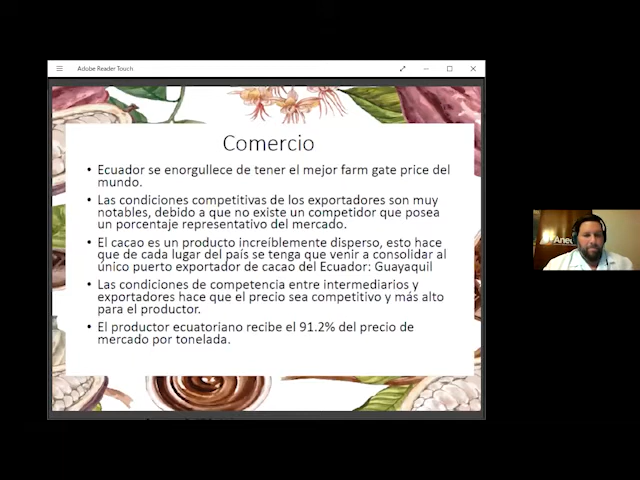 Adobe Reader Touch
Comercio
• Ecuador se enorgullece de tener el mejor farm gate price del
mundo.
• Las condiciones competitivas de los exportadores son muy
notables, debido a que no existe un competidor que posea
un porcentaje representativo del mercado.
• El cacao es un producto increíblemente disperso, esto hace
que de cada lugar del país se tenga que venir a consolidar al
único puerto exportador de cacao del Ecuador: Guayaquil
• Las condiciones de competencia entre intermediarios y
exportadores hace que el precio sea competitivo y más alto
para el productor.
• El productor ecuatoriano recibe el 91.2% del precio de
mercado por tonelada.